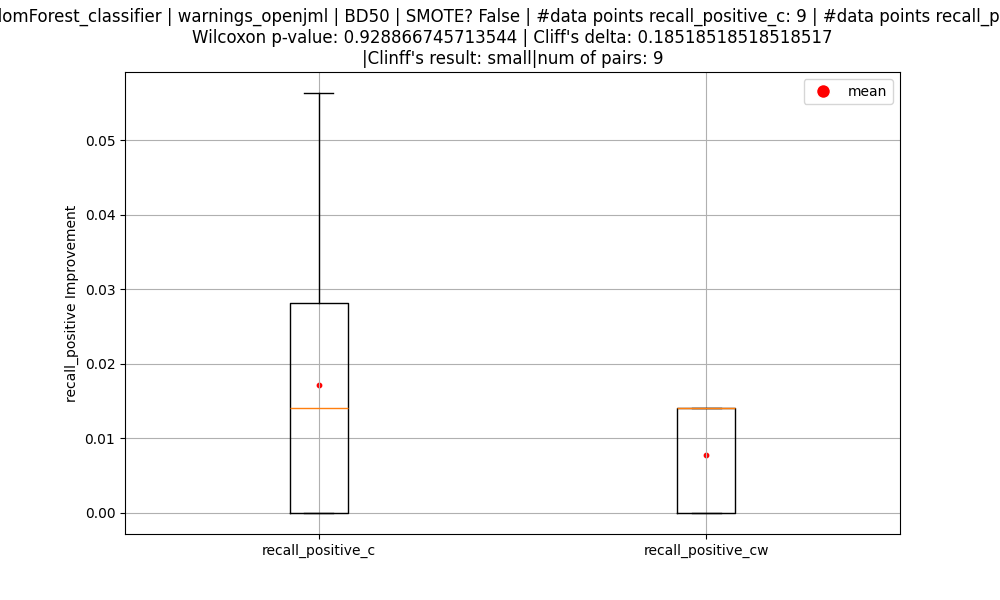 domForest_classifier | warnings_openjml | BD50 | SMOTE? False | #data points recall_positive_c: 9 | #data points recall_p
Wilcoxon p-value: 0.928866745713544 | Cliff's delta: 0.18518518518518517
|Clinff's result: small|num of pairs: 9
mean
0.05
0.04
0.03
0.02
0.01
0.00
recall_positive Improvement
recall_positive_c
recall_positive_cw